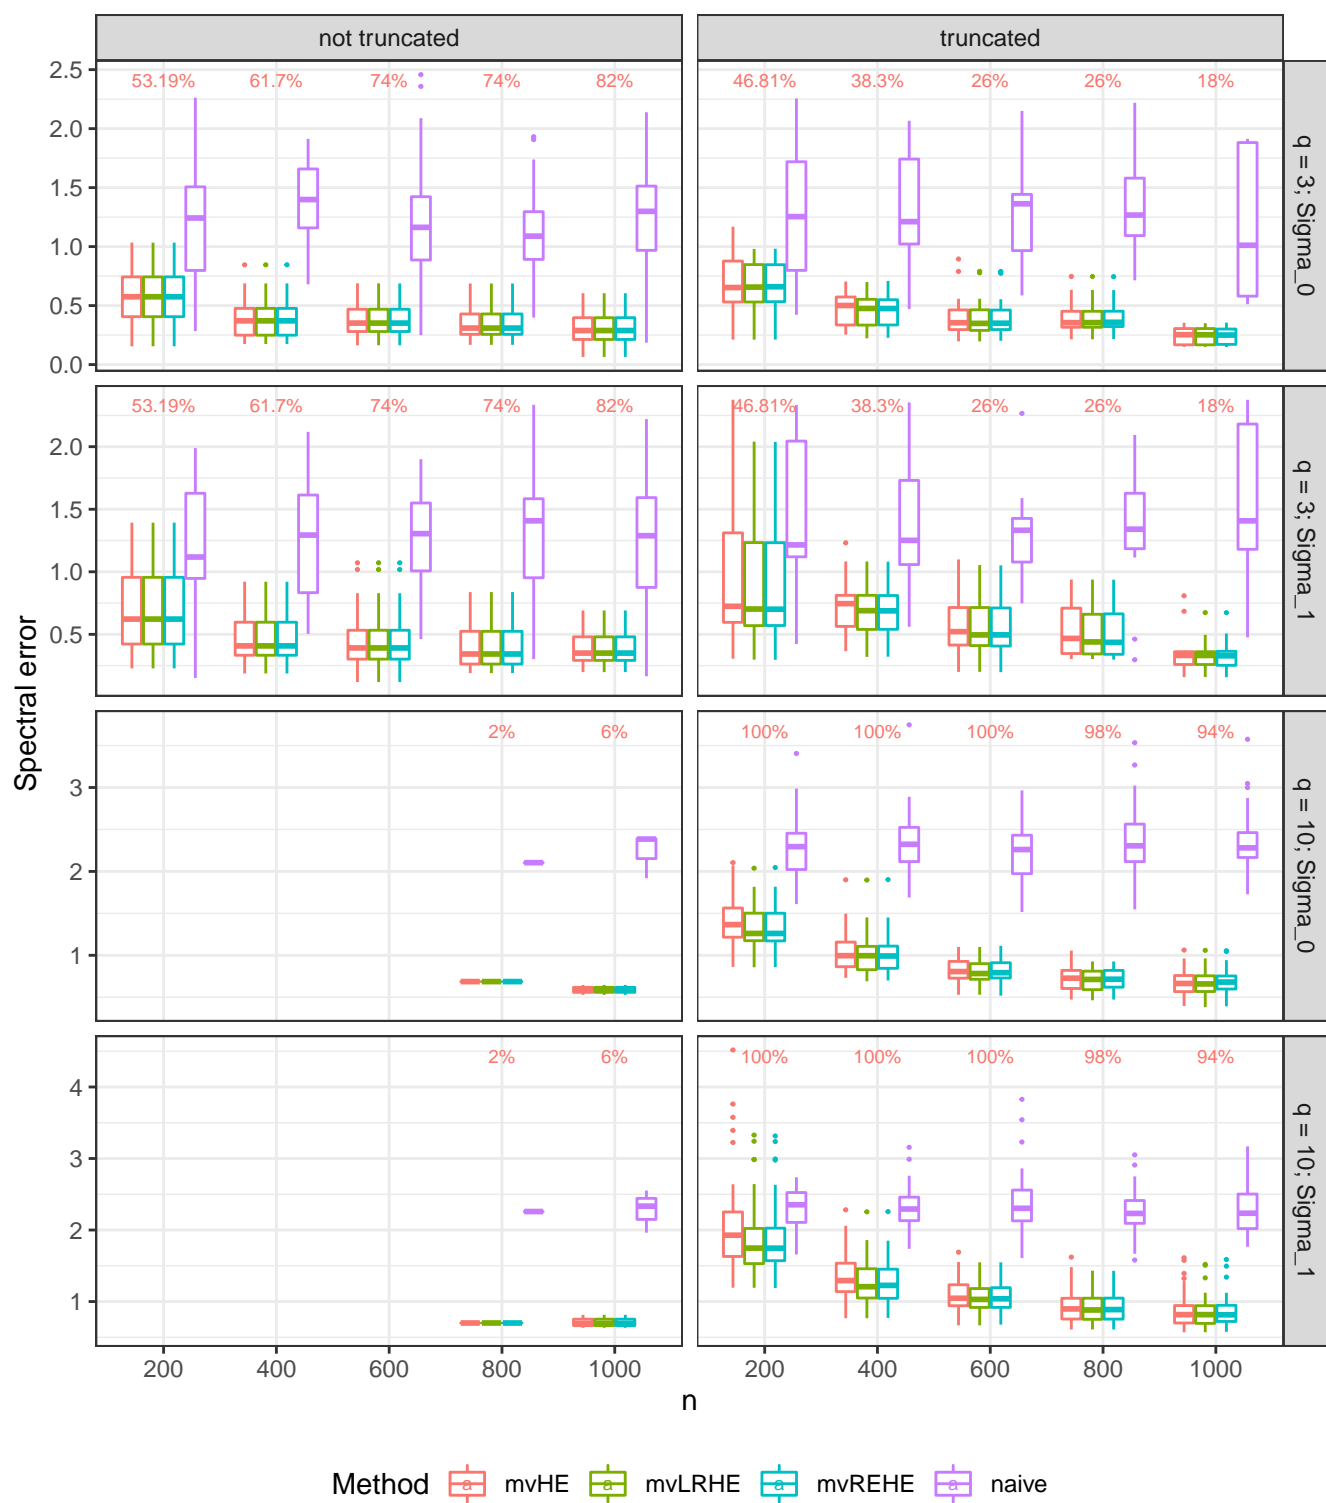 not truncated truncated
2.5 53.19% 61.7% 74% 74% 82% 46.81% 38.3% 26% 26% 18%
2.0
1.5
1.0
0.5
0.0
q = 3; Sigma_0
53.19% 61.7% 74% 74% 82% 46.81% 38.3% 26% 26% 18%
2.0
1.5
1.0
0.5
q = 3; Sigma_1
Spectral error
2% 6% 100% 100% 100% 98% 94%
3
2
1
q = 10; Sigma_0
2% 6% 100% 100% 100% 98% 94%
4
3
2
1
q = 10; Sigma_1
200 400 600 800 1000 200 400 600 800 1000
n
Method a mvHE a mvLRHE a mvREHE a naive